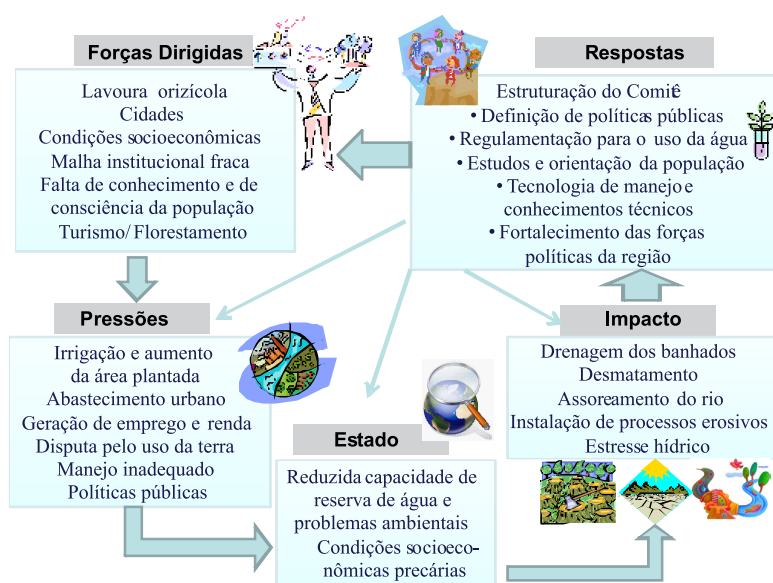 Forças Dirigidas
Lavoura orizícola
Cidades
Condições socioeconômicas
Malha institucional fraca
Falta de conhecimento e de
consciência da população
Turismo/ Florestamento
Respostas
Estruturação do Comitê
• Definição de políticas públicas
• Regulamentação para o uso da água
• Estudos e orientação da população
• Tecnologia de manejo e
conhecimentos técnicos
• Fortalecimento das forças
políticas da região
Pressões
Irrigação e aumento
da área plantada
Abastecimento urbano
Geração de emprego e renda
Disputa pelo uso da terra
Manejo inadequado
Políticas públicas
Estado
Reduzida capacidade de
reserva de água e
problemas ambientais
Condições socioeco-
nômicas precárias
Impacto
Drenagem dos banhados
Desmatamento
Assoreamento do rio
Instalação de processos erosivos
Estresse hídrico